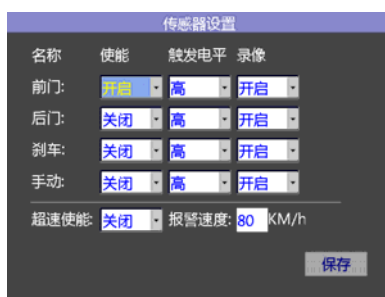 传感器设置
名称 使能 触发电平 录像
前门: 开启 高 开启
后门: 关闭 高 开启
刹车: 关闭 高 开启
手动: 关闭 高 开启
超速使能: 关闭 报警速度: 80 KM/h
保存